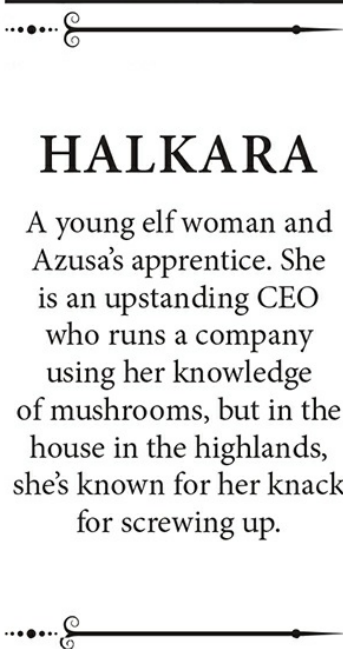 HALKARA
A young elf woman and
Azusa’s apprentice. She
is an upstanding CEO
who runs a company
using her knowledge
of mushrooms, but in the
house in the highlands,
she’s known for her knack
for screwing up.